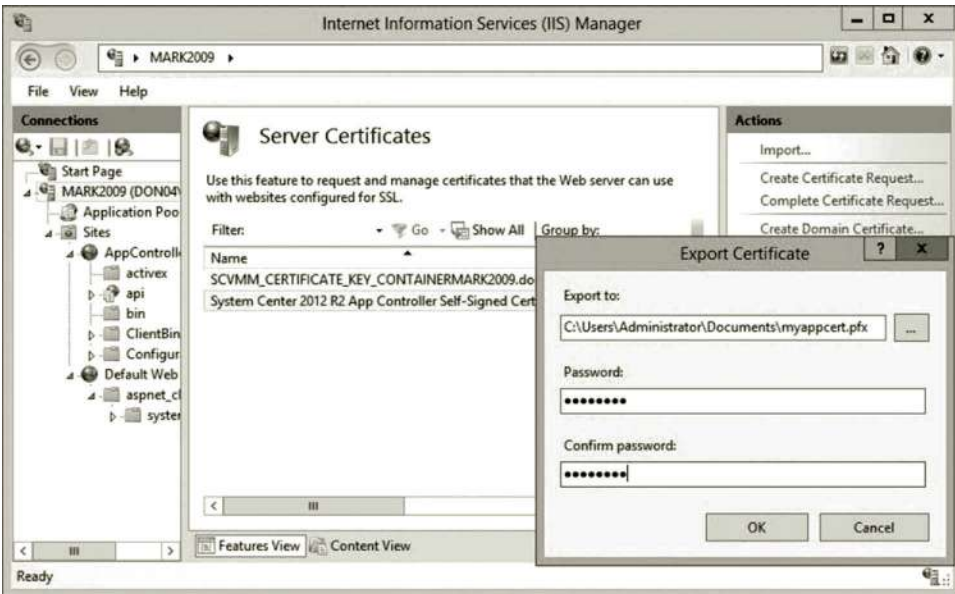 Internet Information Services (IIS) Manager
MARK2009
File View Help
Connections
Start Page
MARK2009 (DON04\
Application Poo
Sites
AppControlle
activex
api
bin
ClientBin
Configur
Default Web
aspnet_cl
system
Server Certificates
Use this feature to request and manage certificates that the Web server can use
with websites configured for SSL.
Filter: Go Show All Group by:
Name
SCVMM_CERTIFICATE_KEY_CONTAINERMARK2009.do
System Center 2012 R2 App Controller Self-Signed Cert
Features View Content View
Actions
Import...
Create Certificate Request...
Complete Certificate Request...
Create Domain Certificate...
Export Certificate
Export to:
C:\Users\Administrator\Documents\myappcert.pfx
...
Password:
Confirm password:
OK Cancel
Ready